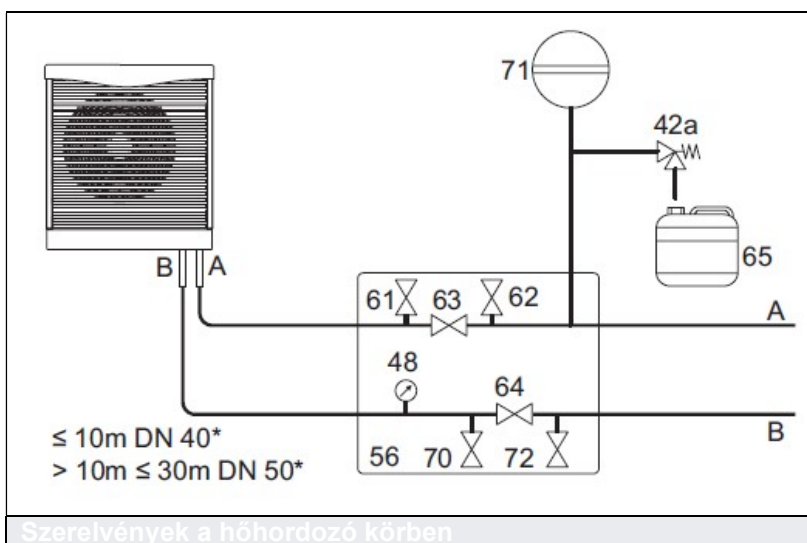 71
42a
65
B A
61 63 62
A
48
64
B
≤ 10m DN 40*
> 10m ≤ 30m DN 50*
56 70 72
Szerelvények a hőhordozó körben